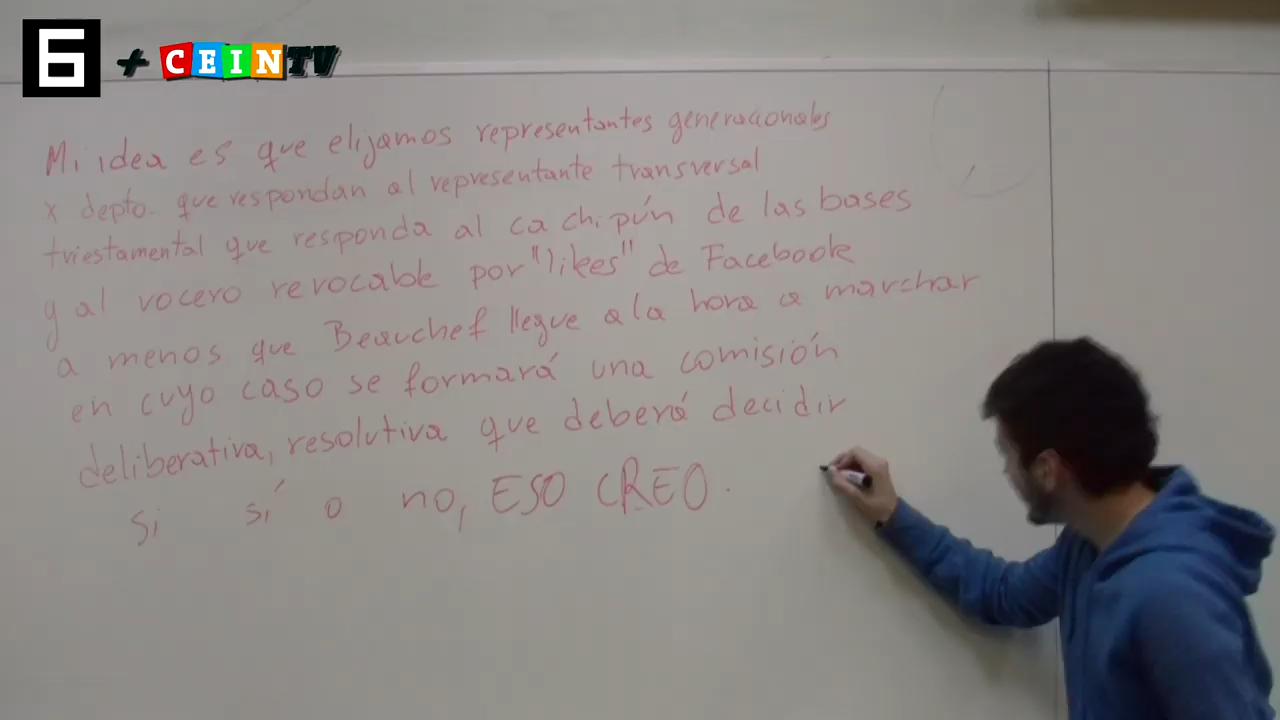 6 + CEINTV
Mi idea es que elijamos representantes generacionales
x depto. que respondan al representante transversal
triestamental que responda al cachipún de las bases
y al vocero revocable por "likes" de Facebook
a menos que Beauchef llegue a la hora a marchar
en cuyo caso se formará una comisión
deliberativa, resolutiva que deberá decidir
si sí o no, ESO CREO.